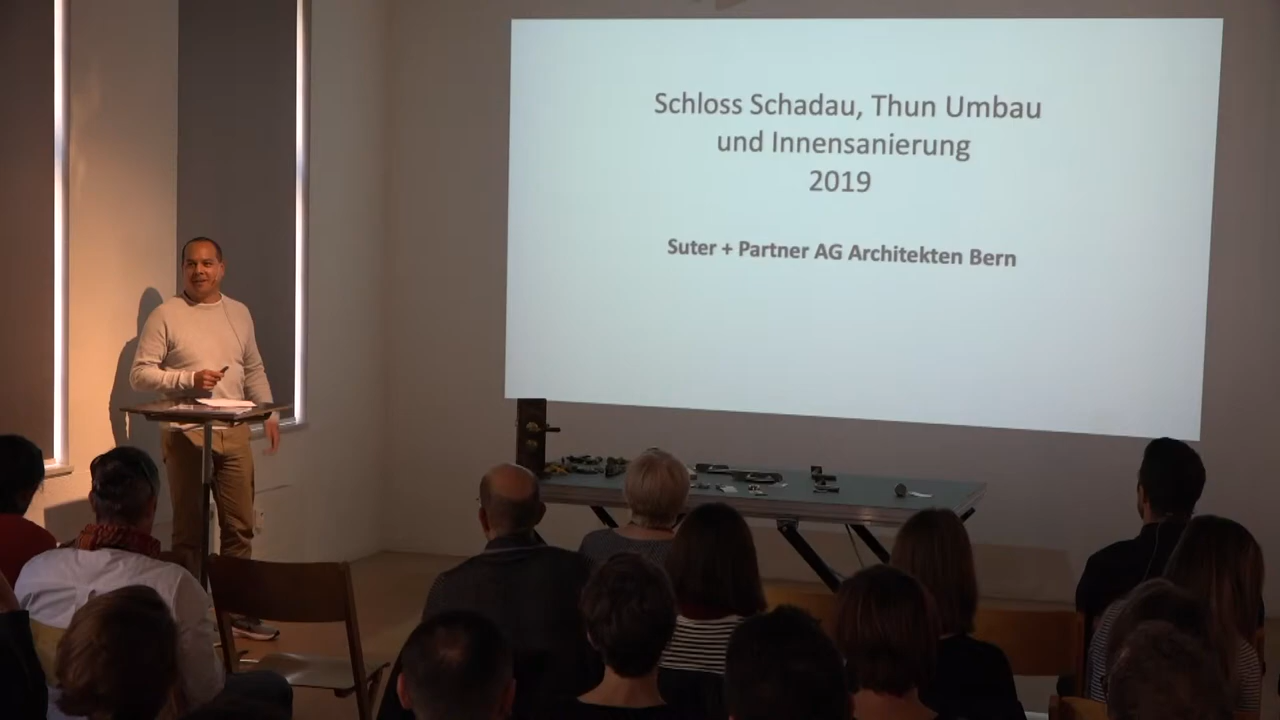 Schloss Schadau, Thun Umbau
und Innensanierung
2019
Suter + Partner AG Architekten Bern